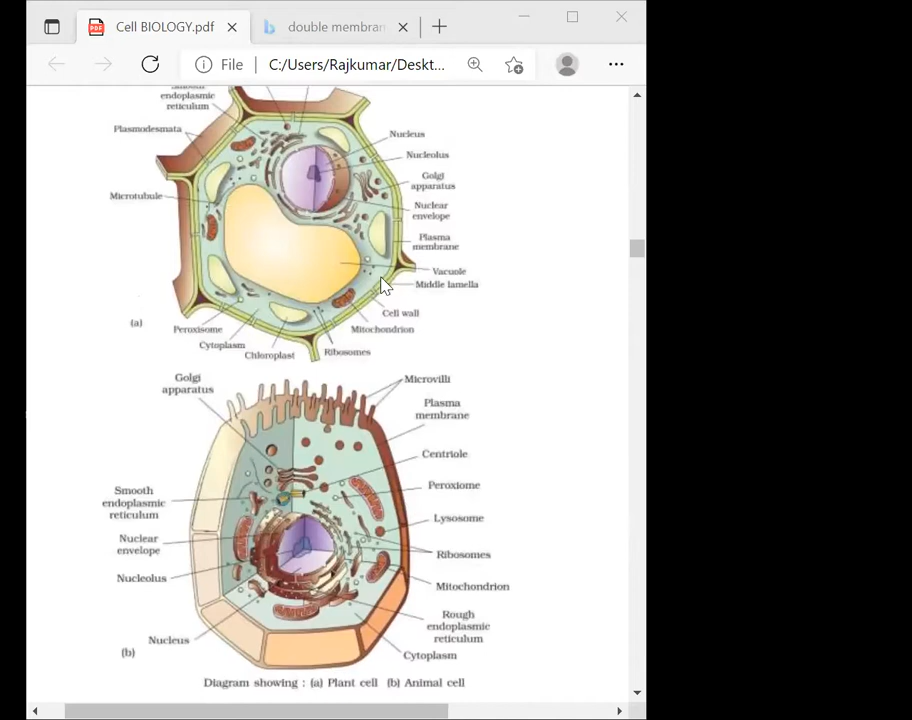 Cell BIOLOGY.pdf
double membran
File
C:/Users/Rajkumar/Deskt...
PDF
endoplasmic
reticulum
Plasmodesmata
Microtubule
Nucleus
Nucleolus
Golgi
apparatus
Nuclear
envelope
Plasma
membrane
Vacuole
Middle lamella
Cell wall
Mitochondrion
Ribosomes
Chloroplast
Cytoplasm
Peroxisome
(a)
Golgi
apparatus
Microvilli
Plasma
membrane
Centriole
Peroxiome
Lysosome
Ribosomes
Mitochondrion
Rough
endoplasmic
reticulum
Cytoplasm
Smooth
endoplasmic
reticulum
Nuclear
envelope
Nucleolus
Nucleus
(b)
Diagram showing : (a) Plant cell (b) Animal cell